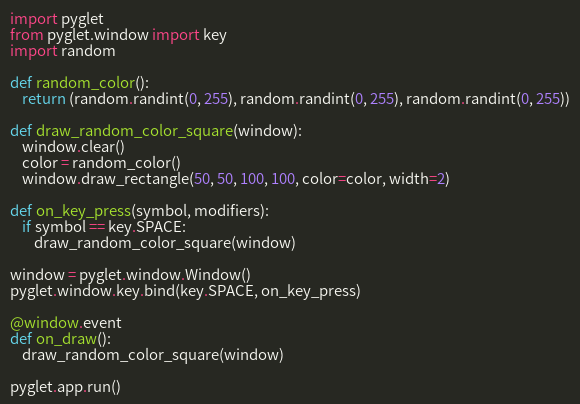 import pyglet
from pyglet.window import key
import random

def random_color():
    return (random.randint(0, 255), random.randint(0, 255), random.randint(0, 255))

def draw_random_color_square(window):
    window.clear()
    color = random_color()
    window.draw_rectangle(50, 50, 100, 100, color=color, width=2)

def on_key_press(symbol, modifiers):
    if symbol == key.SPACE:
        draw_random_color_square(window)

window = pyglet.window.Window()
pyglet.window.key.bind(key.SPACE, on_key_press)

@window.event
def on_draw():
    draw_random_color_square(window)

pyglet.app.run()